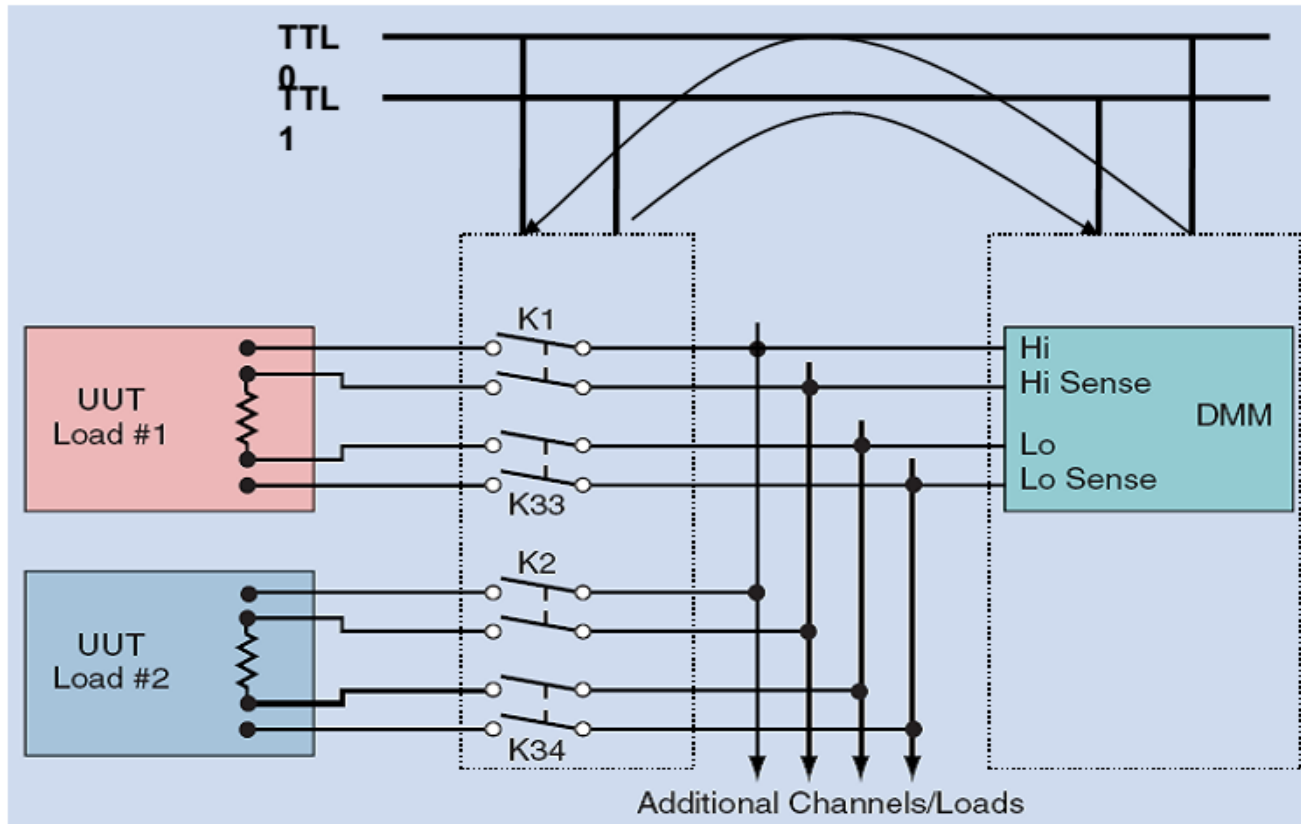 TTL
0
TTL
1
K1
Hi
Hi Sense
UUT
Load #1
DMM
Lo
Lo Sense
K33
K2
UUT
Load #2
K34
Additional Channels/Loads